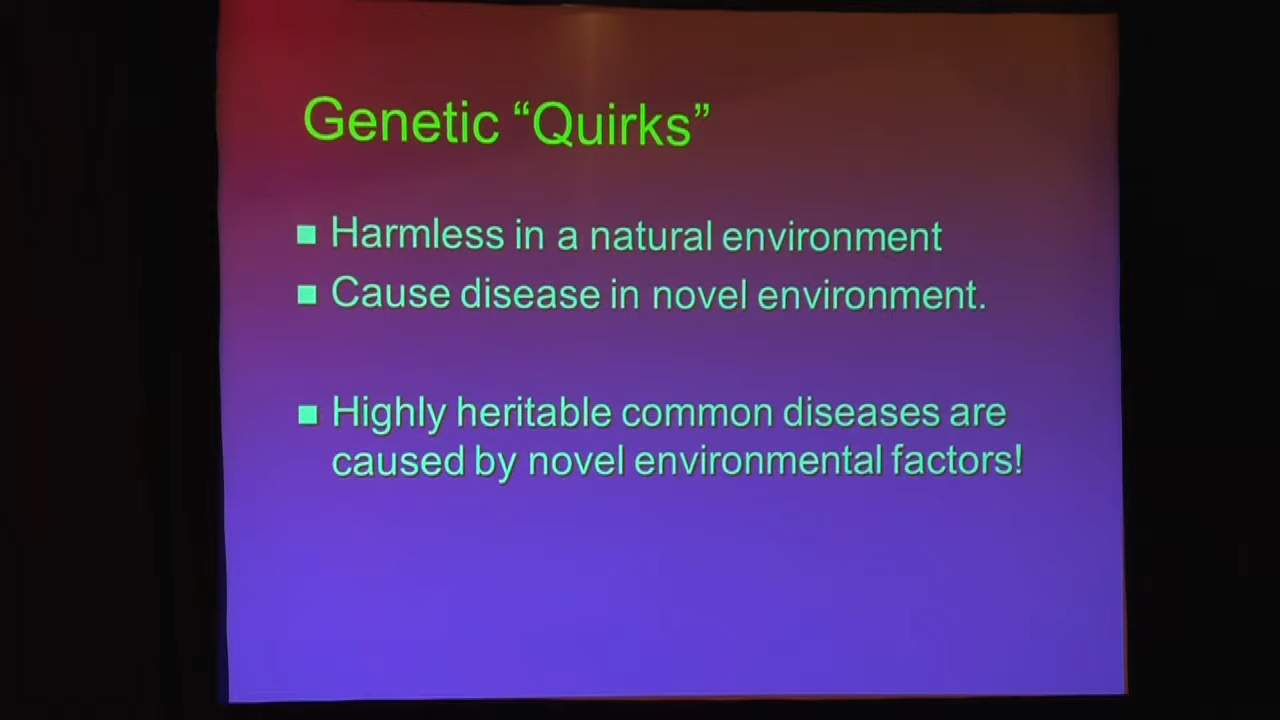 Genetic “Quirks”
■ Harmless in a natural environment
■ Cause disease in novel environment.
■ Highly heritable common diseases are
caused by novel environmental factors!